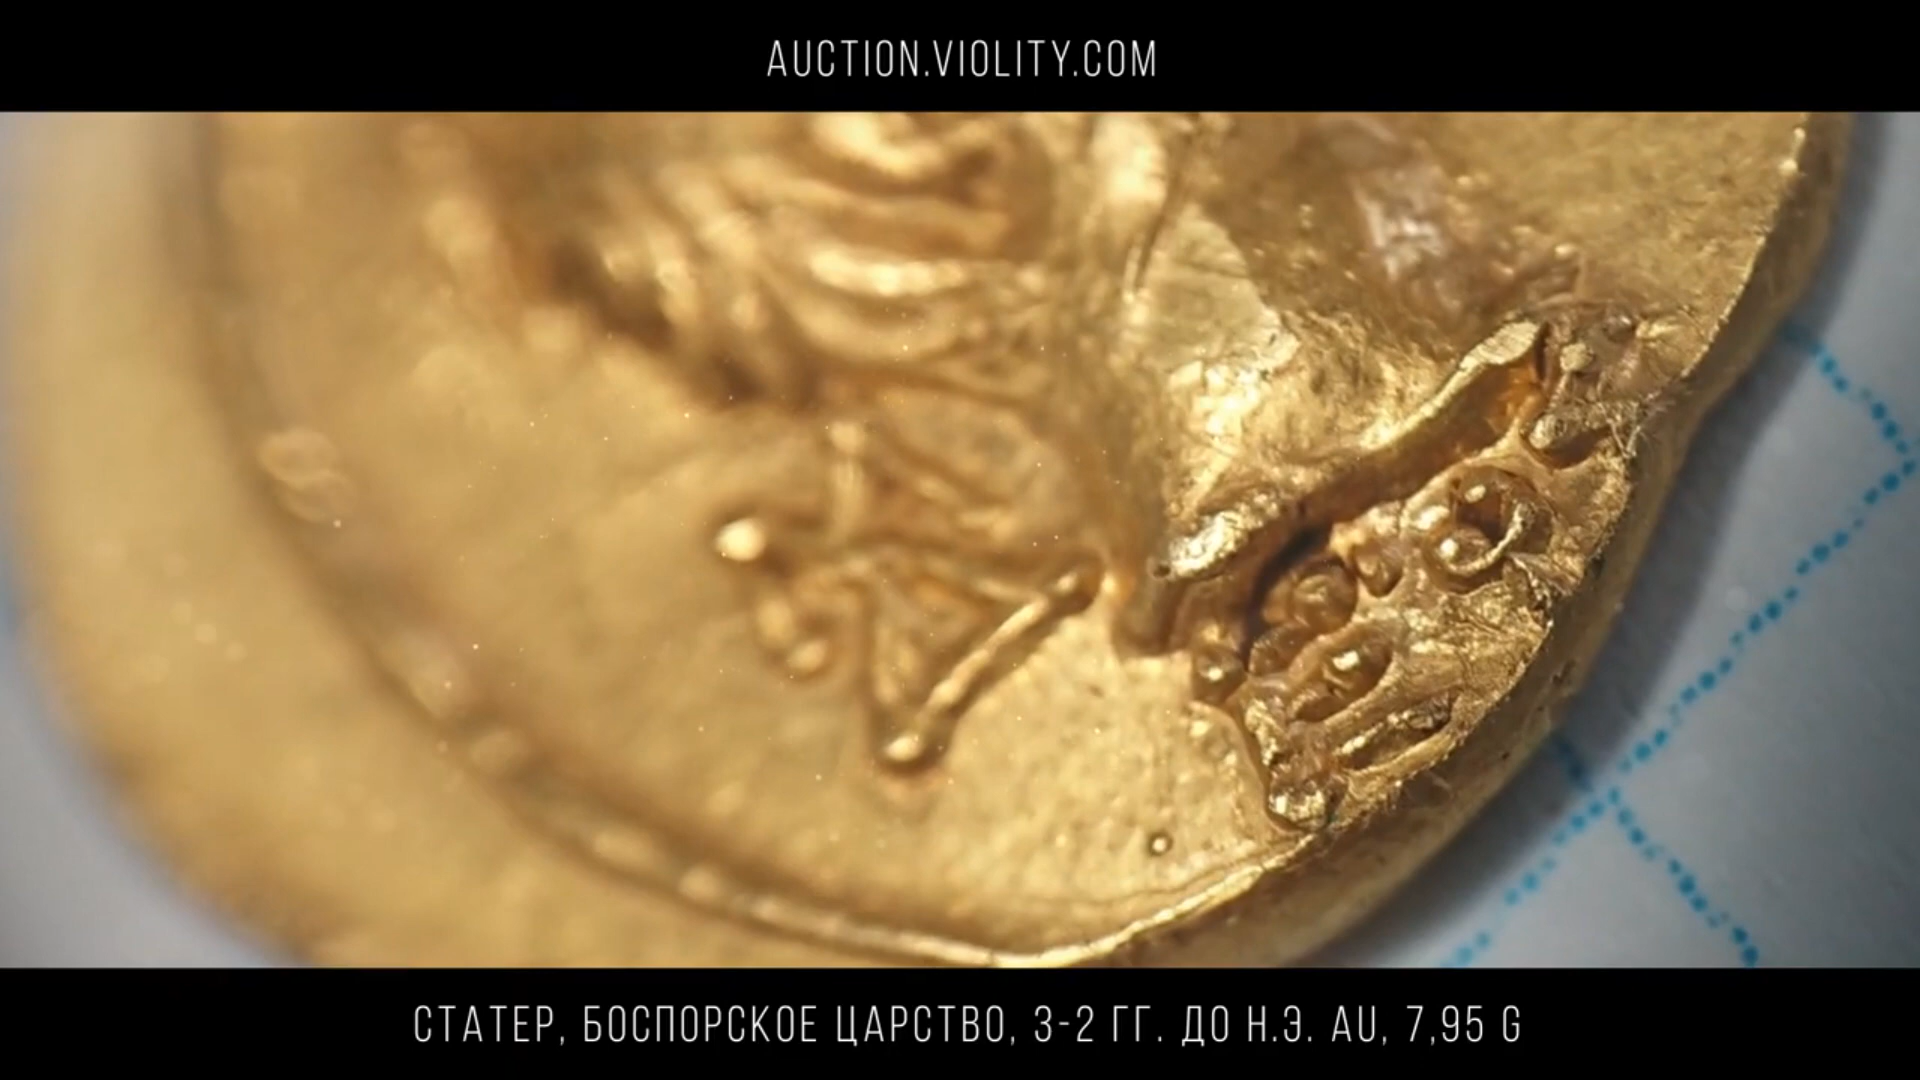 AUCTION.VIOLITY.COM
СТАТЕР, БОСПОРСКОЕ ЦАРСТВО, 3-2 ГГ. ДО Н.Э. AU, 7,95 G